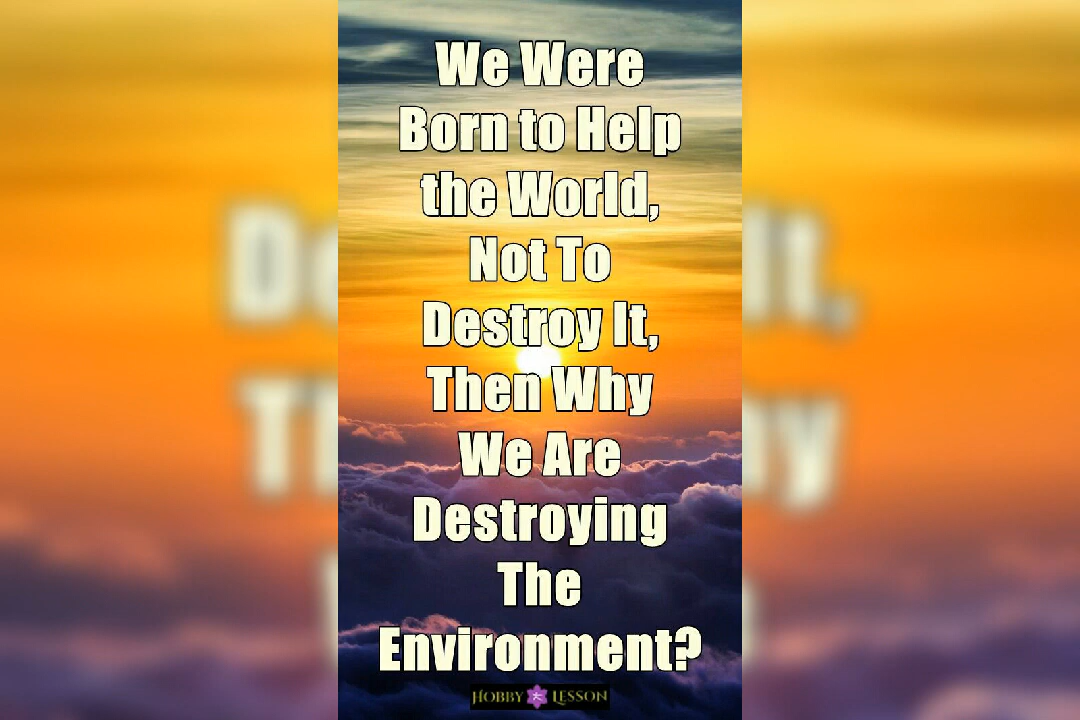 We Were
Born to Help
the World,
Not To
Destroy It,
Then Why
We Are
Destroying
The
Environment?
HOBBY LESSON